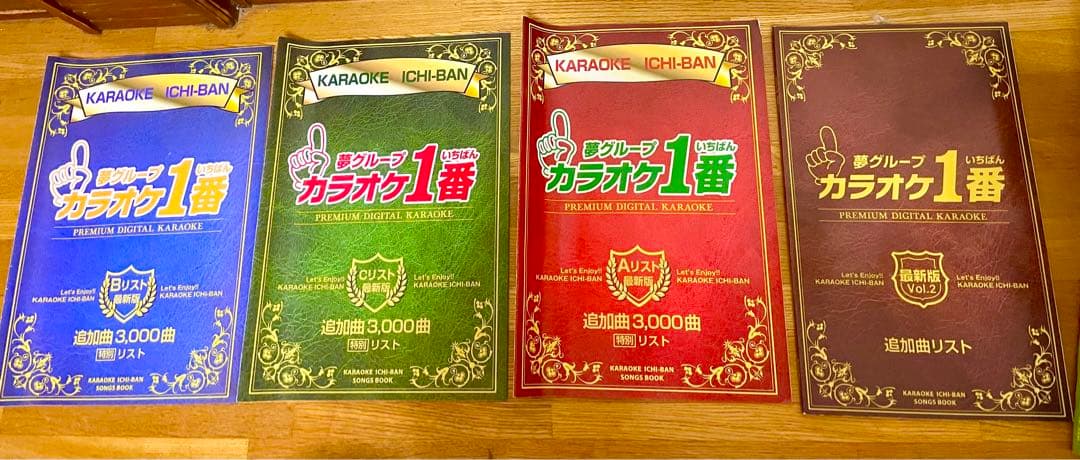 KARAOKE ICHI-BAN
夢グループ
カラオケ1番
いちばん
PREMIUM DIGITAL KARAOKE
Let's Enjoy!!
KARAOKE ICHI-BAN
Bリスト
最新版
Let's Enjoy!!
KARAOKE ICHI-BAN
追加曲3,000曲
特別 リスト
KARAOKE ICHI-BAN
SONGS BOOK
KARAOKE ICHI-BAN
夢グループ
カラオケ1番
いちばん
PREMIUM DIGITAL KARAOKE
Let's Enjoy!!
KARAOKE ICHI-BAN
Cリスト
最新版
Let's Enjoy!!
KARAOKE ICHI-BAN
追加曲3,000曲
特別 リスト
KARAOKE ICHI-BAN
SONGS BOOK
KARAOKE ICHI-BAN
夢グループ
カラオケ1番
いちばん
PREMIUM DIGITAL KARAOKE
Let's Enjoy!!
KARAOKE ICHI-BAN
Aリスト
最新版
Let's Enjoy!!
KARAOKE ICHI-BAN
追加曲3,000曲
特別 リスト
KARAOKE ICHI-BAN
SONGS BOOK
夢グループ
カラオケ1番
いちばん
PREMIUM DIGITAL KARAOKE
Let's Enjoy!!
KARAOKE ICHI-BAN
最新版
Vol.2
Let's Enjoy!!
KARAOKE ICHI-BAN
追加曲リスト
KARAOKE ICHI-BAN
SONGS BOOK